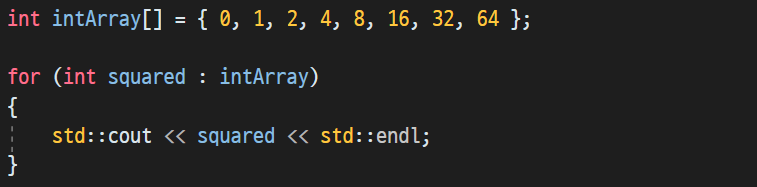 int intArray[] = { 0, 1, 2, 4, 8, 16, 32, 64 };
for (int squared : intArray)
{
std::cout << squared << std::endl;
}